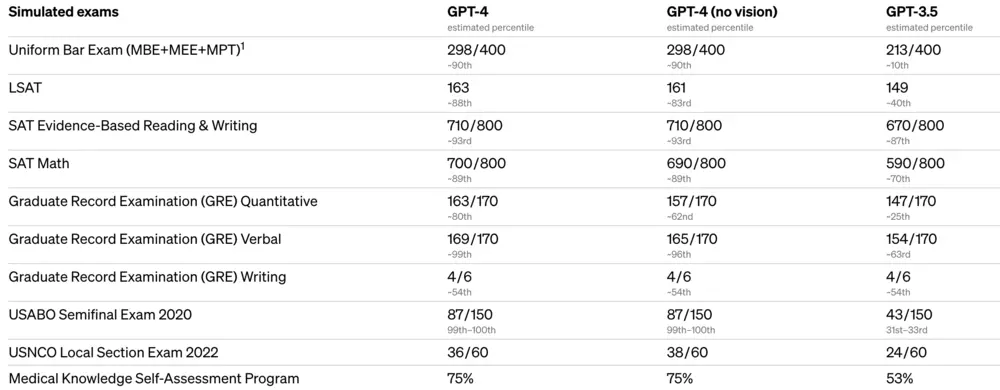 Simulated exams GPT-4 GPT-4 (no vision) GPT-3.5
estimated percentile estimated percentile estimated percentile
Uniform Bar Exam (MBE+MEE+MPT)¹ 298/400 298/400 213/400
~90th ~90th ~10th
LSAT 163 161 149
~88th ~83rd ~40th
SAT Evidence-Based Reading & Writing 710/800 710/800 670/800
~93rd ~93rd ~87th
SAT Math 700/800 690/800 590/800
~89th ~89th ~70th
Graduate Record Examination (GRE) Quantitative 163/170 157/170 147/170
~80th ~62nd ~25th
Graduate Record Examination (GRE) Verbal 169/170 165/170 154/170
~99th ~96th ~63rd
Graduate Record Examination (GRE) Writing 4/6 4/6 4/6
~54th ~54th ~54th
USABO Semifinal Exam 2020 87/150 87/150 43/150
99th–100th 99th–100th 31st–33rd
USNCO Local Section Exam 2022 36/60 38/60 24/60
Medical Knowledge Self-Assessment Program 75% 75% 53%